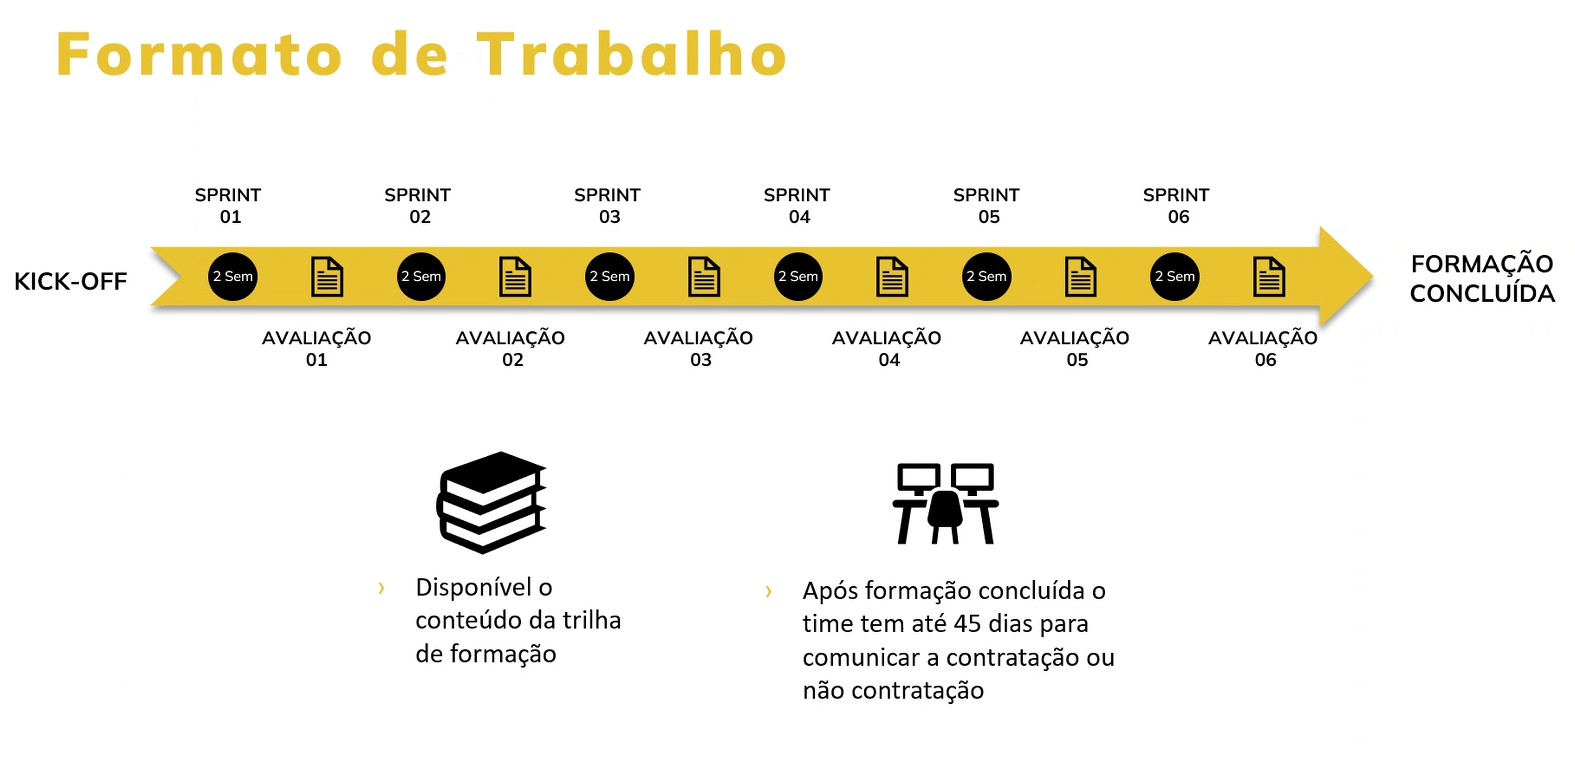 Formato de Trabalho
SPRINT
01
SPRINT
02
SPRINT
03
SPRINT
04
SPRINT
05
SPRINT
06
KICK-OFF
2 Sem
2 Sem
2 Sem
2 Sem
2 Sem
2 Sem
FORMAÇÃO
CONCLUÍDA
AVALIAÇÃO
01
AVALIAÇÃO
02
AVALIAÇÃO
03
AVALIAÇÃO
04
AVALIAÇÃO
05
AVALIAÇÃO
06
› Disponível o
conteúdo da trilha
de formação
› Após formação concluída o
time tem até 45 dias para
comunicar a contratação ou
não contratação